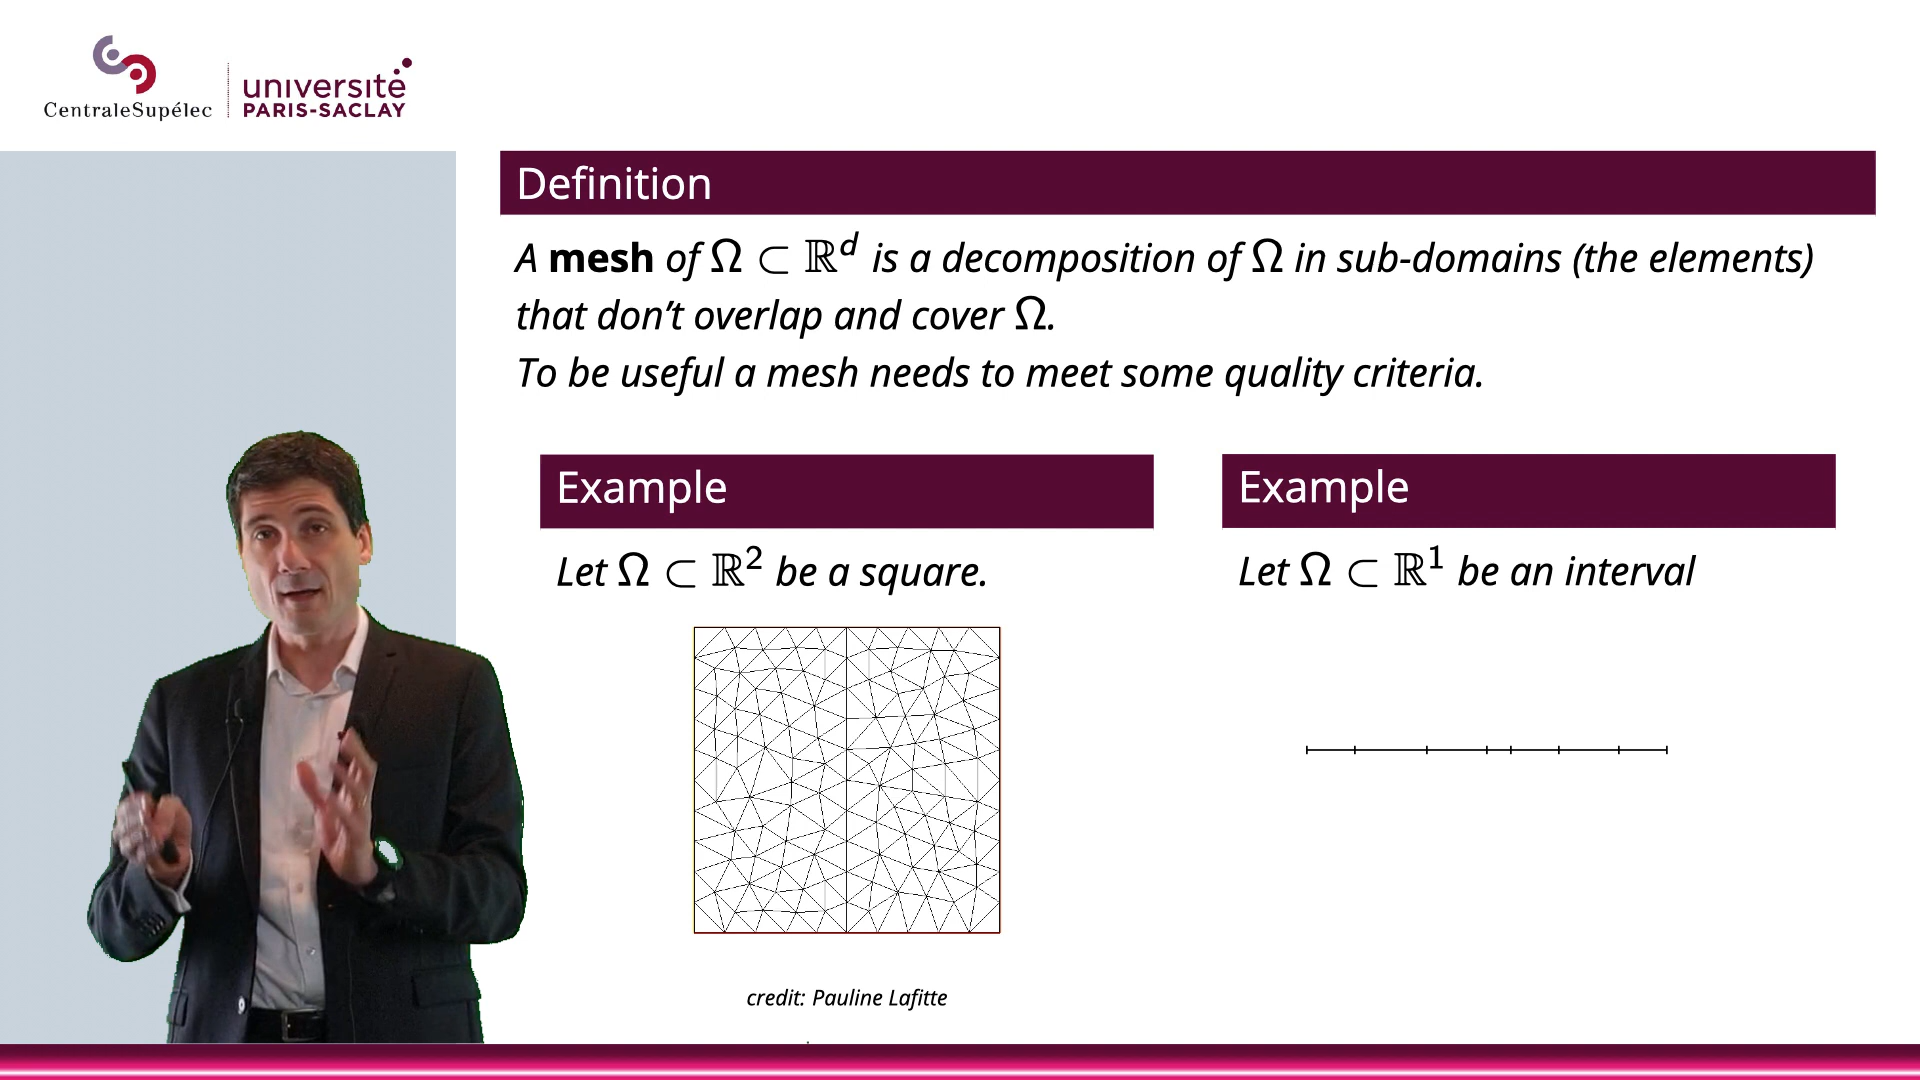 CentraleSupélec
université
PARIS-SACLAY
Definition
A mesh of Ω ⊂ ℝᵈ is a decomposition of Ω in sub-domains (the elements)
that don’t overlap and cover Ω.
To be useful a mesh needs to meet some quality criteria.
Example
Let Ω ⊂ ℝ² be a square.
credit: Pauline Lafitte
Example
Let Ω ⊂ ℝ¹ be an interval